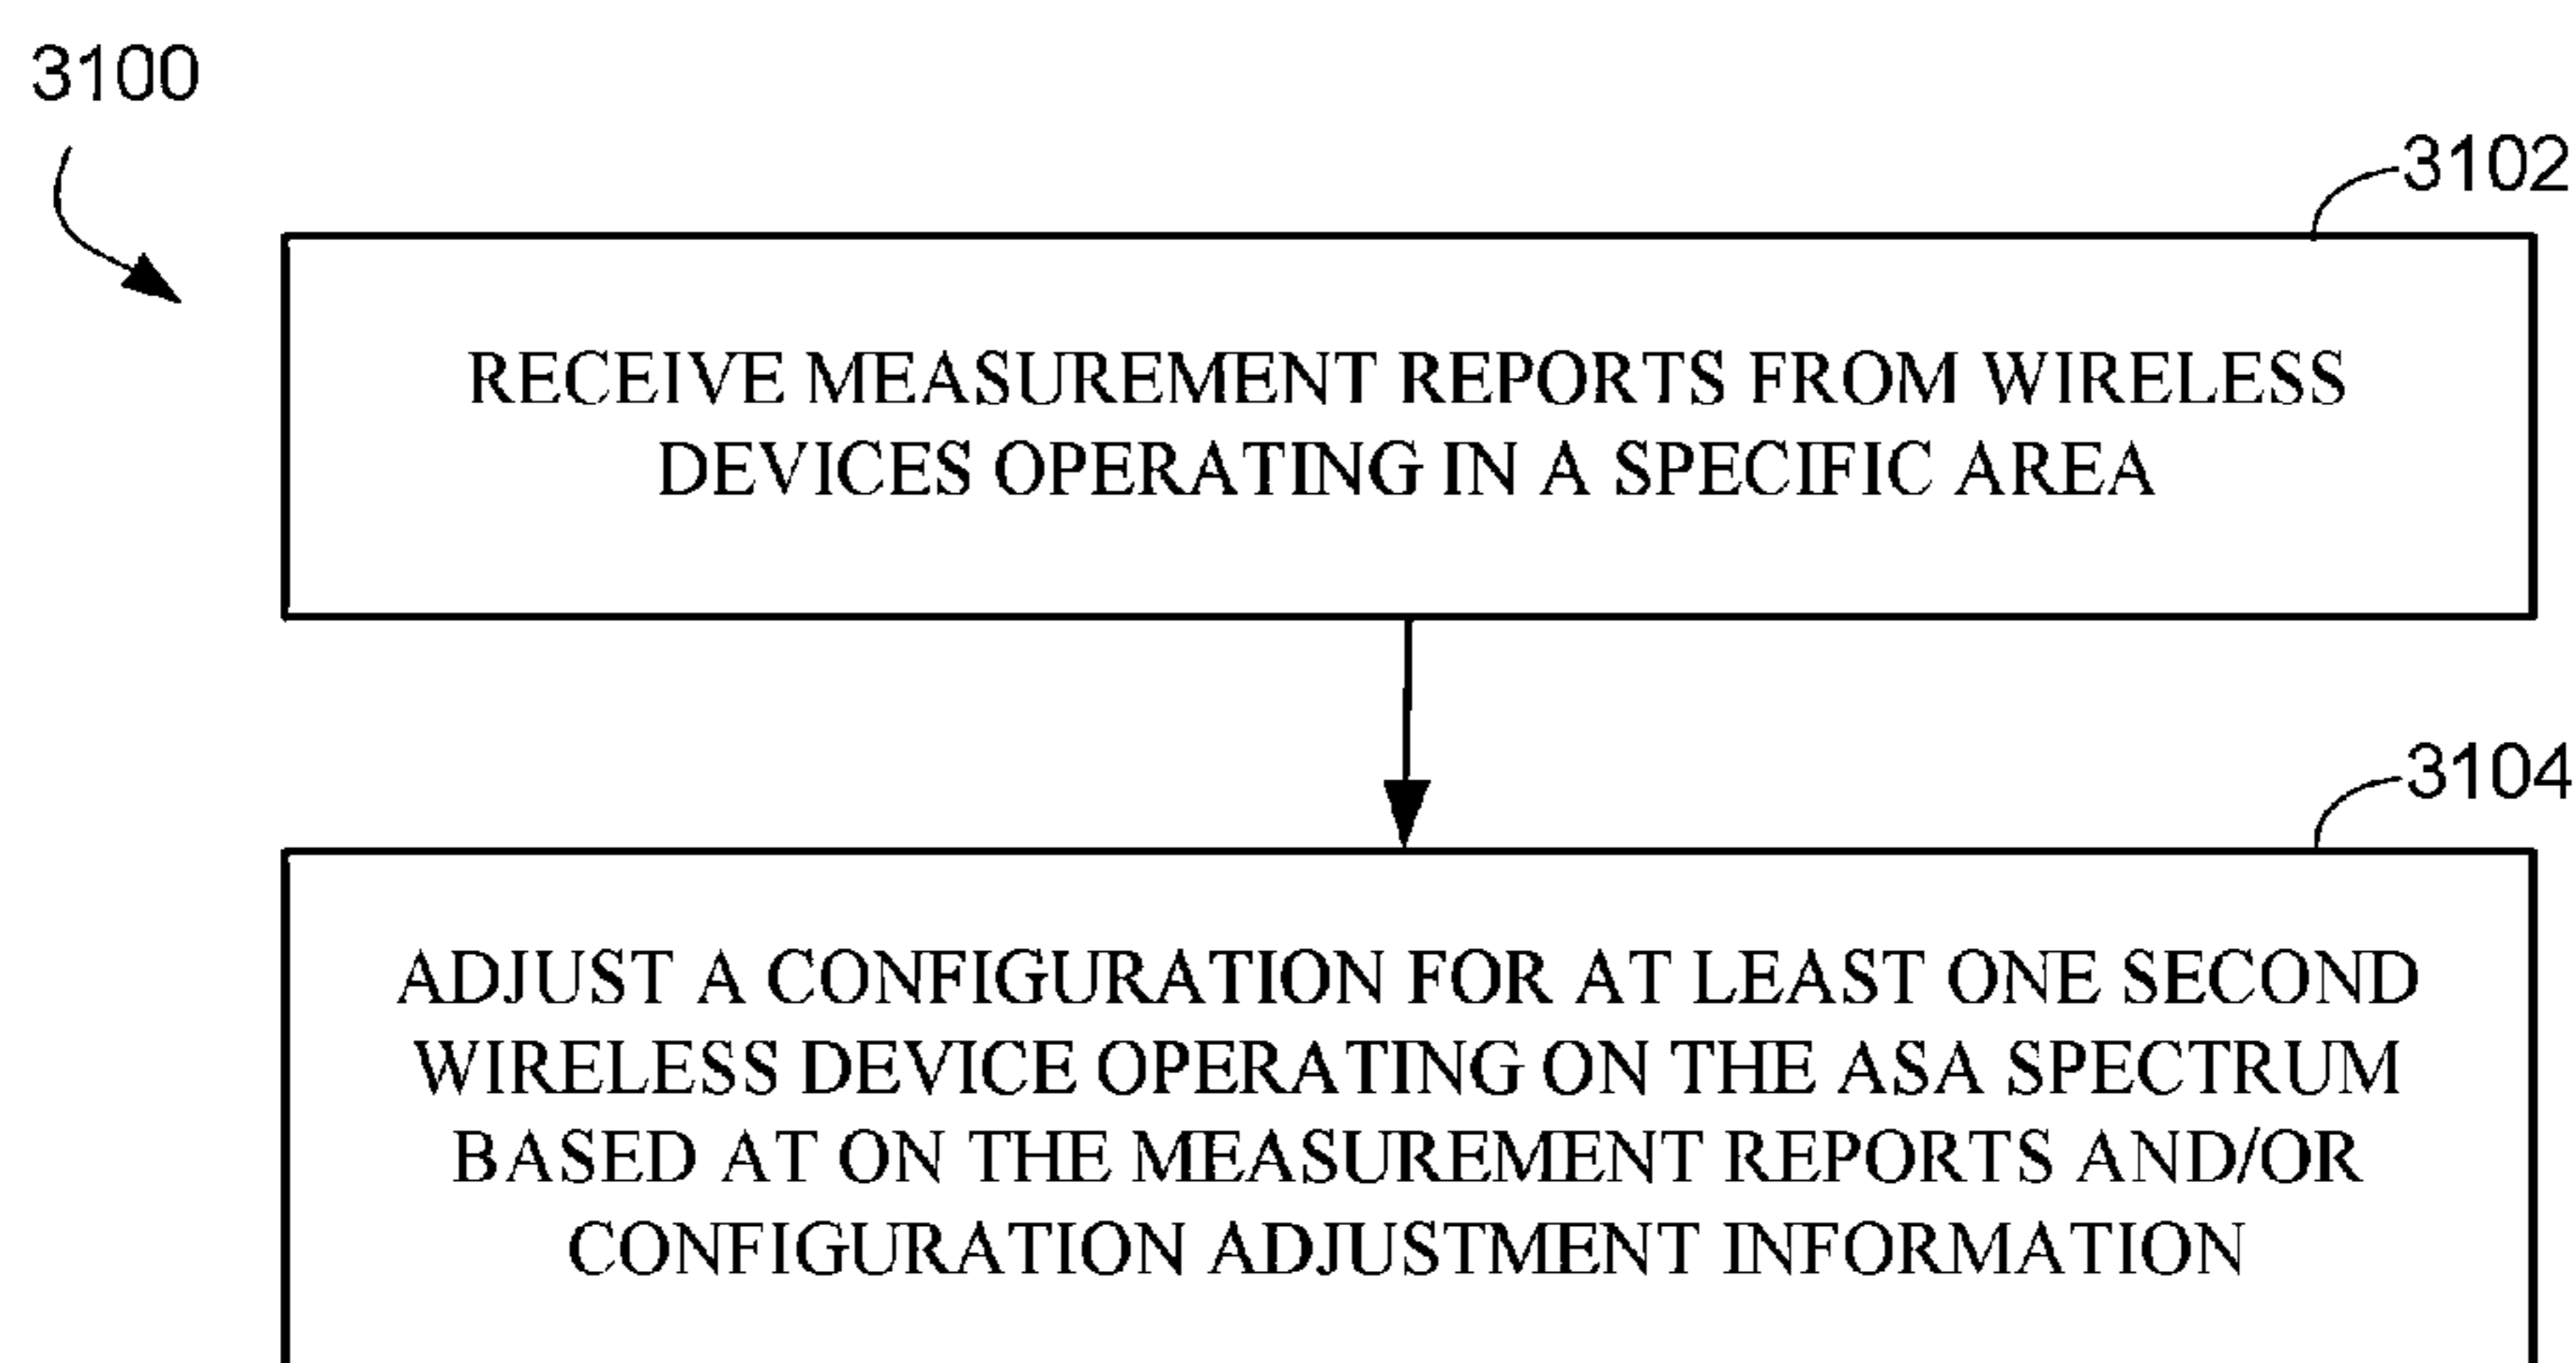 3100
3102
RECEIVE MEASUREMENT REPORTS FROM WIRELESS
DEVICES OPERATING IN A SPECIFIC AREA
3104
ADJUST A CONFIGURATION FOR AT LEAST ONE SECOND
WIRELESS DEVICE OPERATING ON THE ASA SPECTRUM
BASED AT ON THE MEASUREMENT REPORTS AND/OR
CONFIGURATION ADJUSTMENT INFORMATION